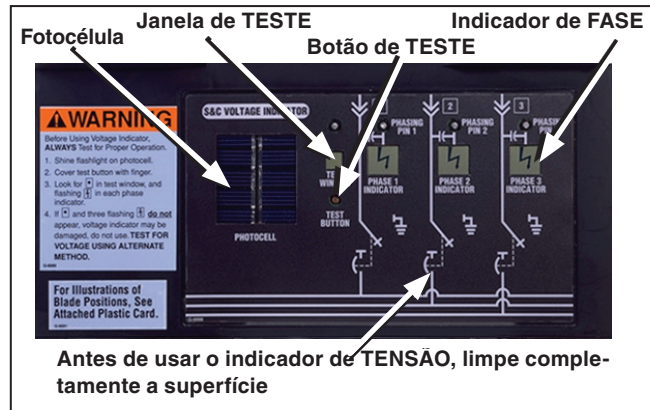 Janela de TESTE
Indicador de FASE
Fotocélula
Botão de TESTE
WARNING
Before Using Voltage Indicator,
ALWAYS Test for Proper Operation.
1. Shine flashlight on photocell.
2. Cover test button with finger.
3. Look for in test window, and
flashing in each phase
indicator.
4. If and three flashing do not
appear, voltage indicator may be
damaged, do not use. TEST FOR
VOLTAGE USING ALTERNATE
METHOD.
For Illustrations of
Blade Positions, See
Attached Plastic Card.
S&C VOLTAGE INDICATOR
PHOTOCELL
TE
WIN
TEST
BUTTON
1
PHASING
PIN 1
PHASE 1
INDICATOR
2
PHASING
PIN 2
PHASE 2
INDICATOR
3
PHASING
PIN
PHASE 3
INDICATOR
Antes de usar o indicador de TENSÃO, limpe comple-
tamente a superfície